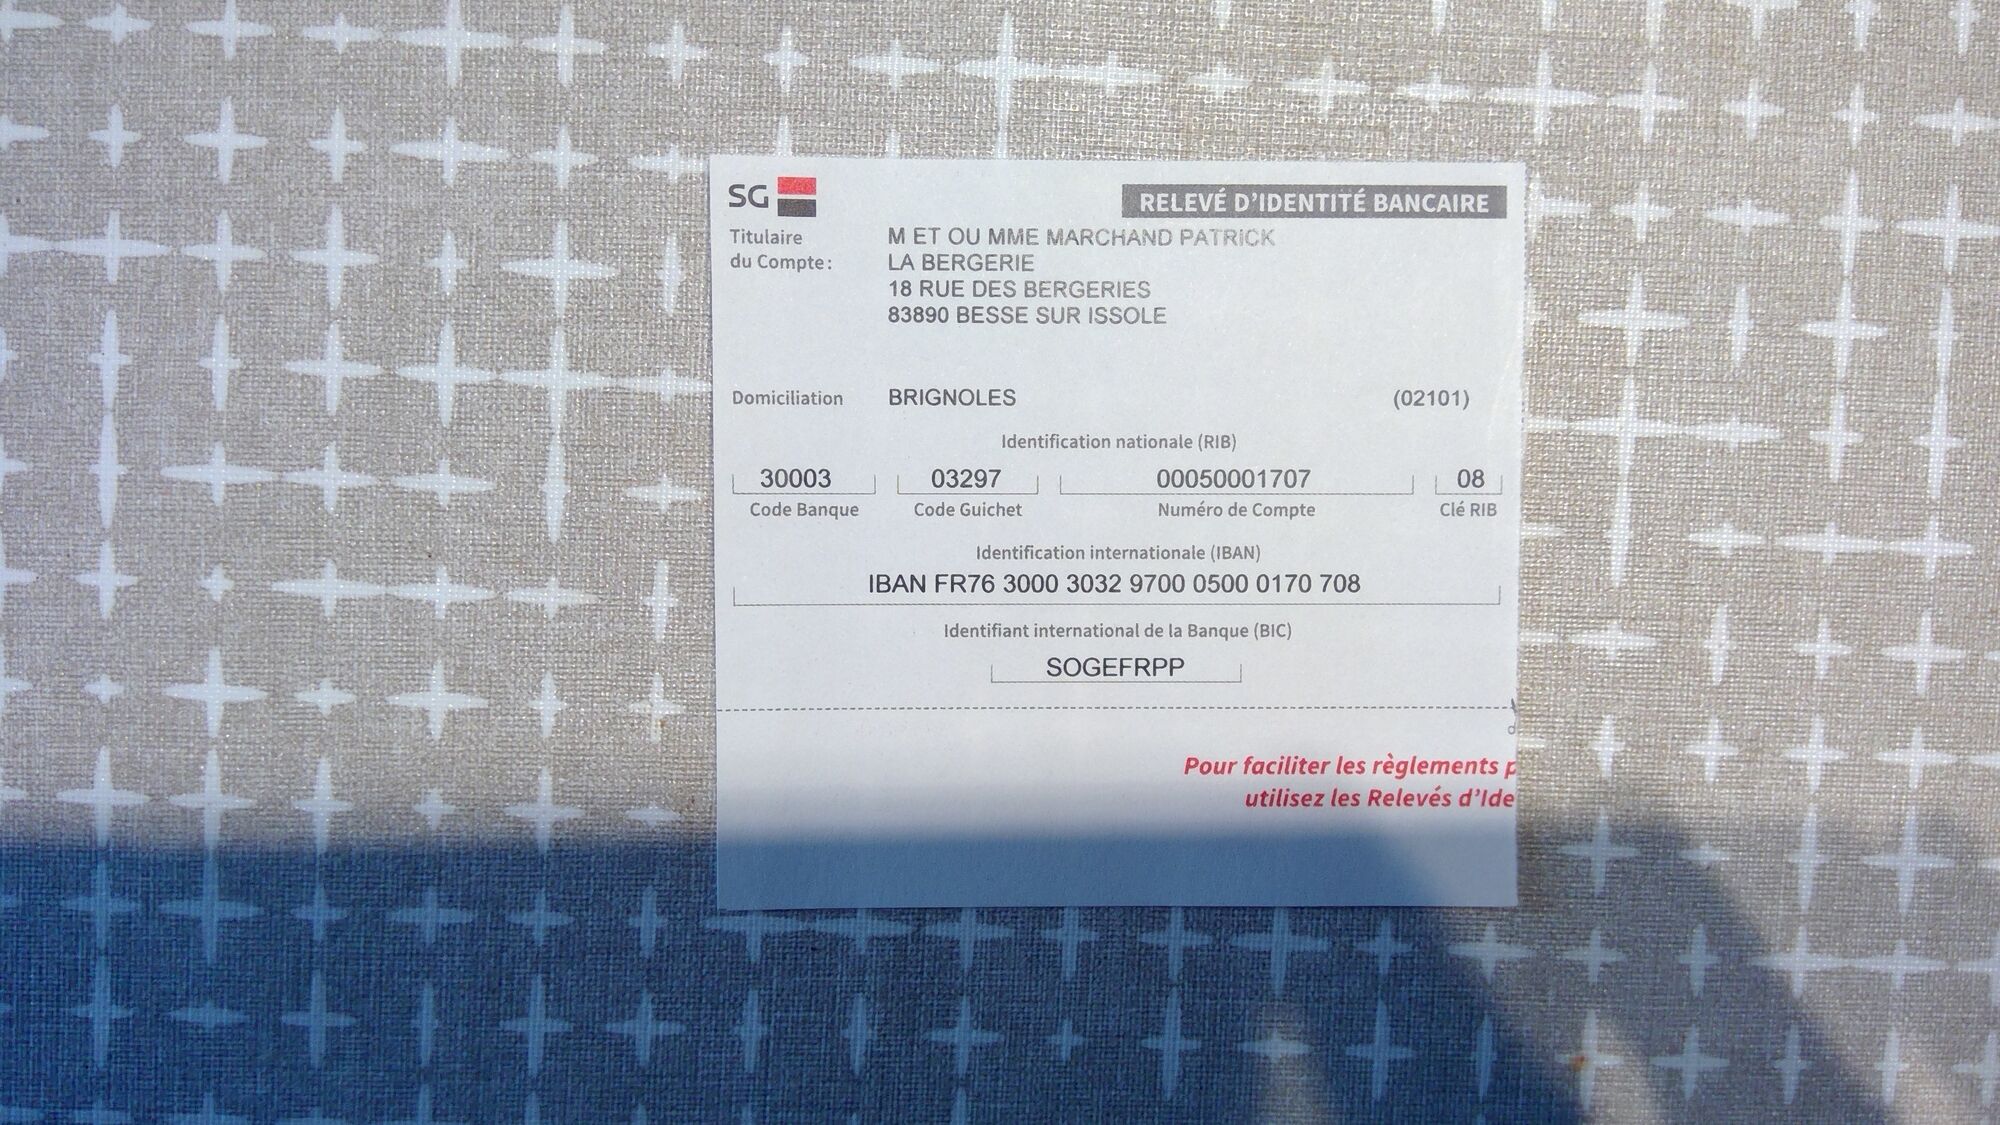 SG
RELEVÉ D'IDENTITÉ BANCAIRE
Titulaire
du Compte:
M ET OU MME MARCHAND PATRICK
LA BERGERIE
18 RUE DES BERGERIES
83890 BESSE SUR ISSOLE
Domiciliation BRIGNOLES (02101)
Identification nationale (RIB)
30003 03297 00050001707 08
Code Banque Code Guichet Numéro de Compte Clé RIB
Identification internationale (IBAN)
IBAN FR76 3000 3032 9700 0500 0170 708
Identifiant international de la Banque (BIC)
SOGEFRPP
Pour faciliter les règlements p
utilisez les Relevés d'Ide